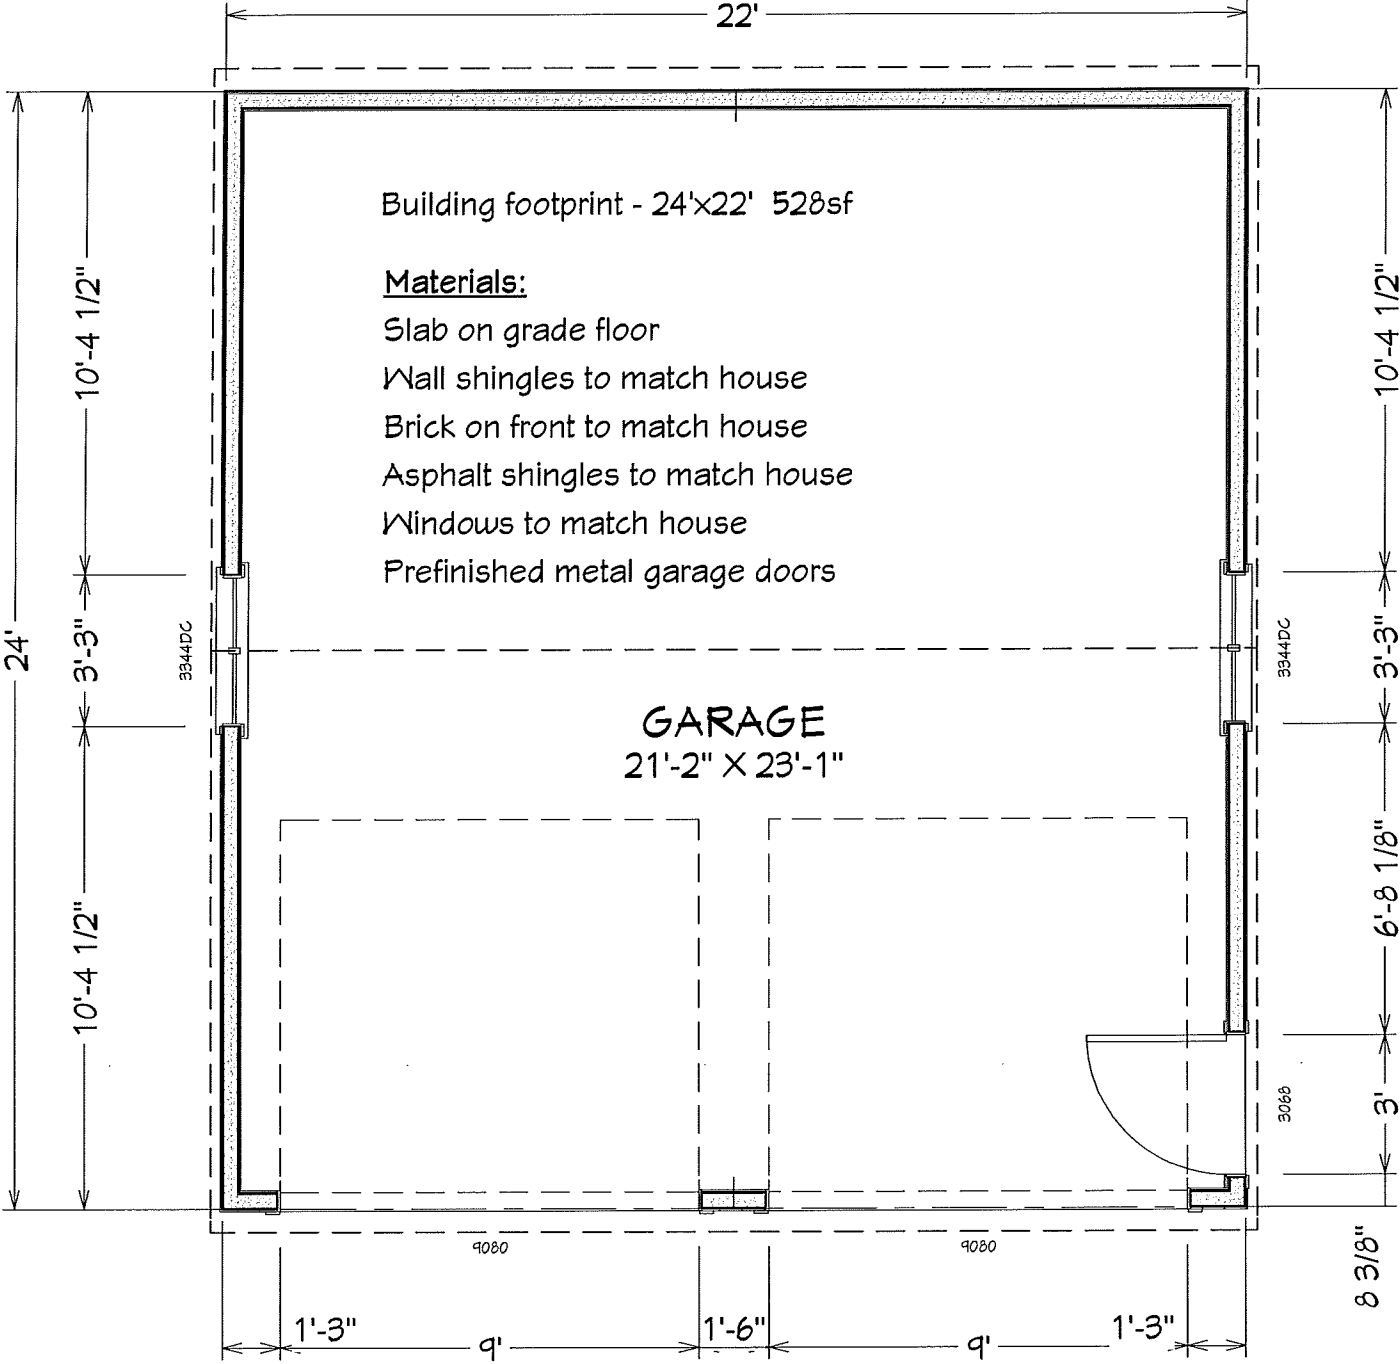 22'
Building footprint - 24'x22' 528sf
Materials:
Slab on grade floor
Wall shingles to match house
Brick on front to match house
Asphalt shingles to match house
Windows to match house
Prefinished metal garage doors
GARAGE
21'-2" X 23'-1"
24'
10'-4 1/2"
3'-3"
10'-4 1/2"
3344DC
3344DC
10'-4 1/2"
3'-3"
6'-8 1/8"
3'
8 3/8"
3068
9080
9080
1'-3"
9'
1'-6"
9'
1'-3"